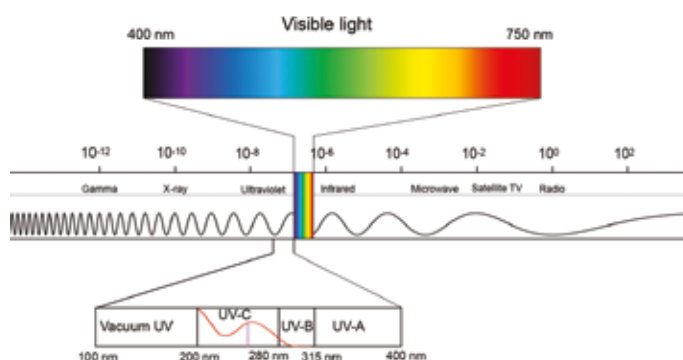 Visible light
400 nm 750 nm
10-12 10-10 10-8 10-6 10-4 10-2 100 102
Gamma X-ray Ultraviolet Infrared Microwave Satellite TV Radio
Vacuum UV UV-C UV-B UV-A
100 nm 200 nm 280 nm 315 nm 400 nm